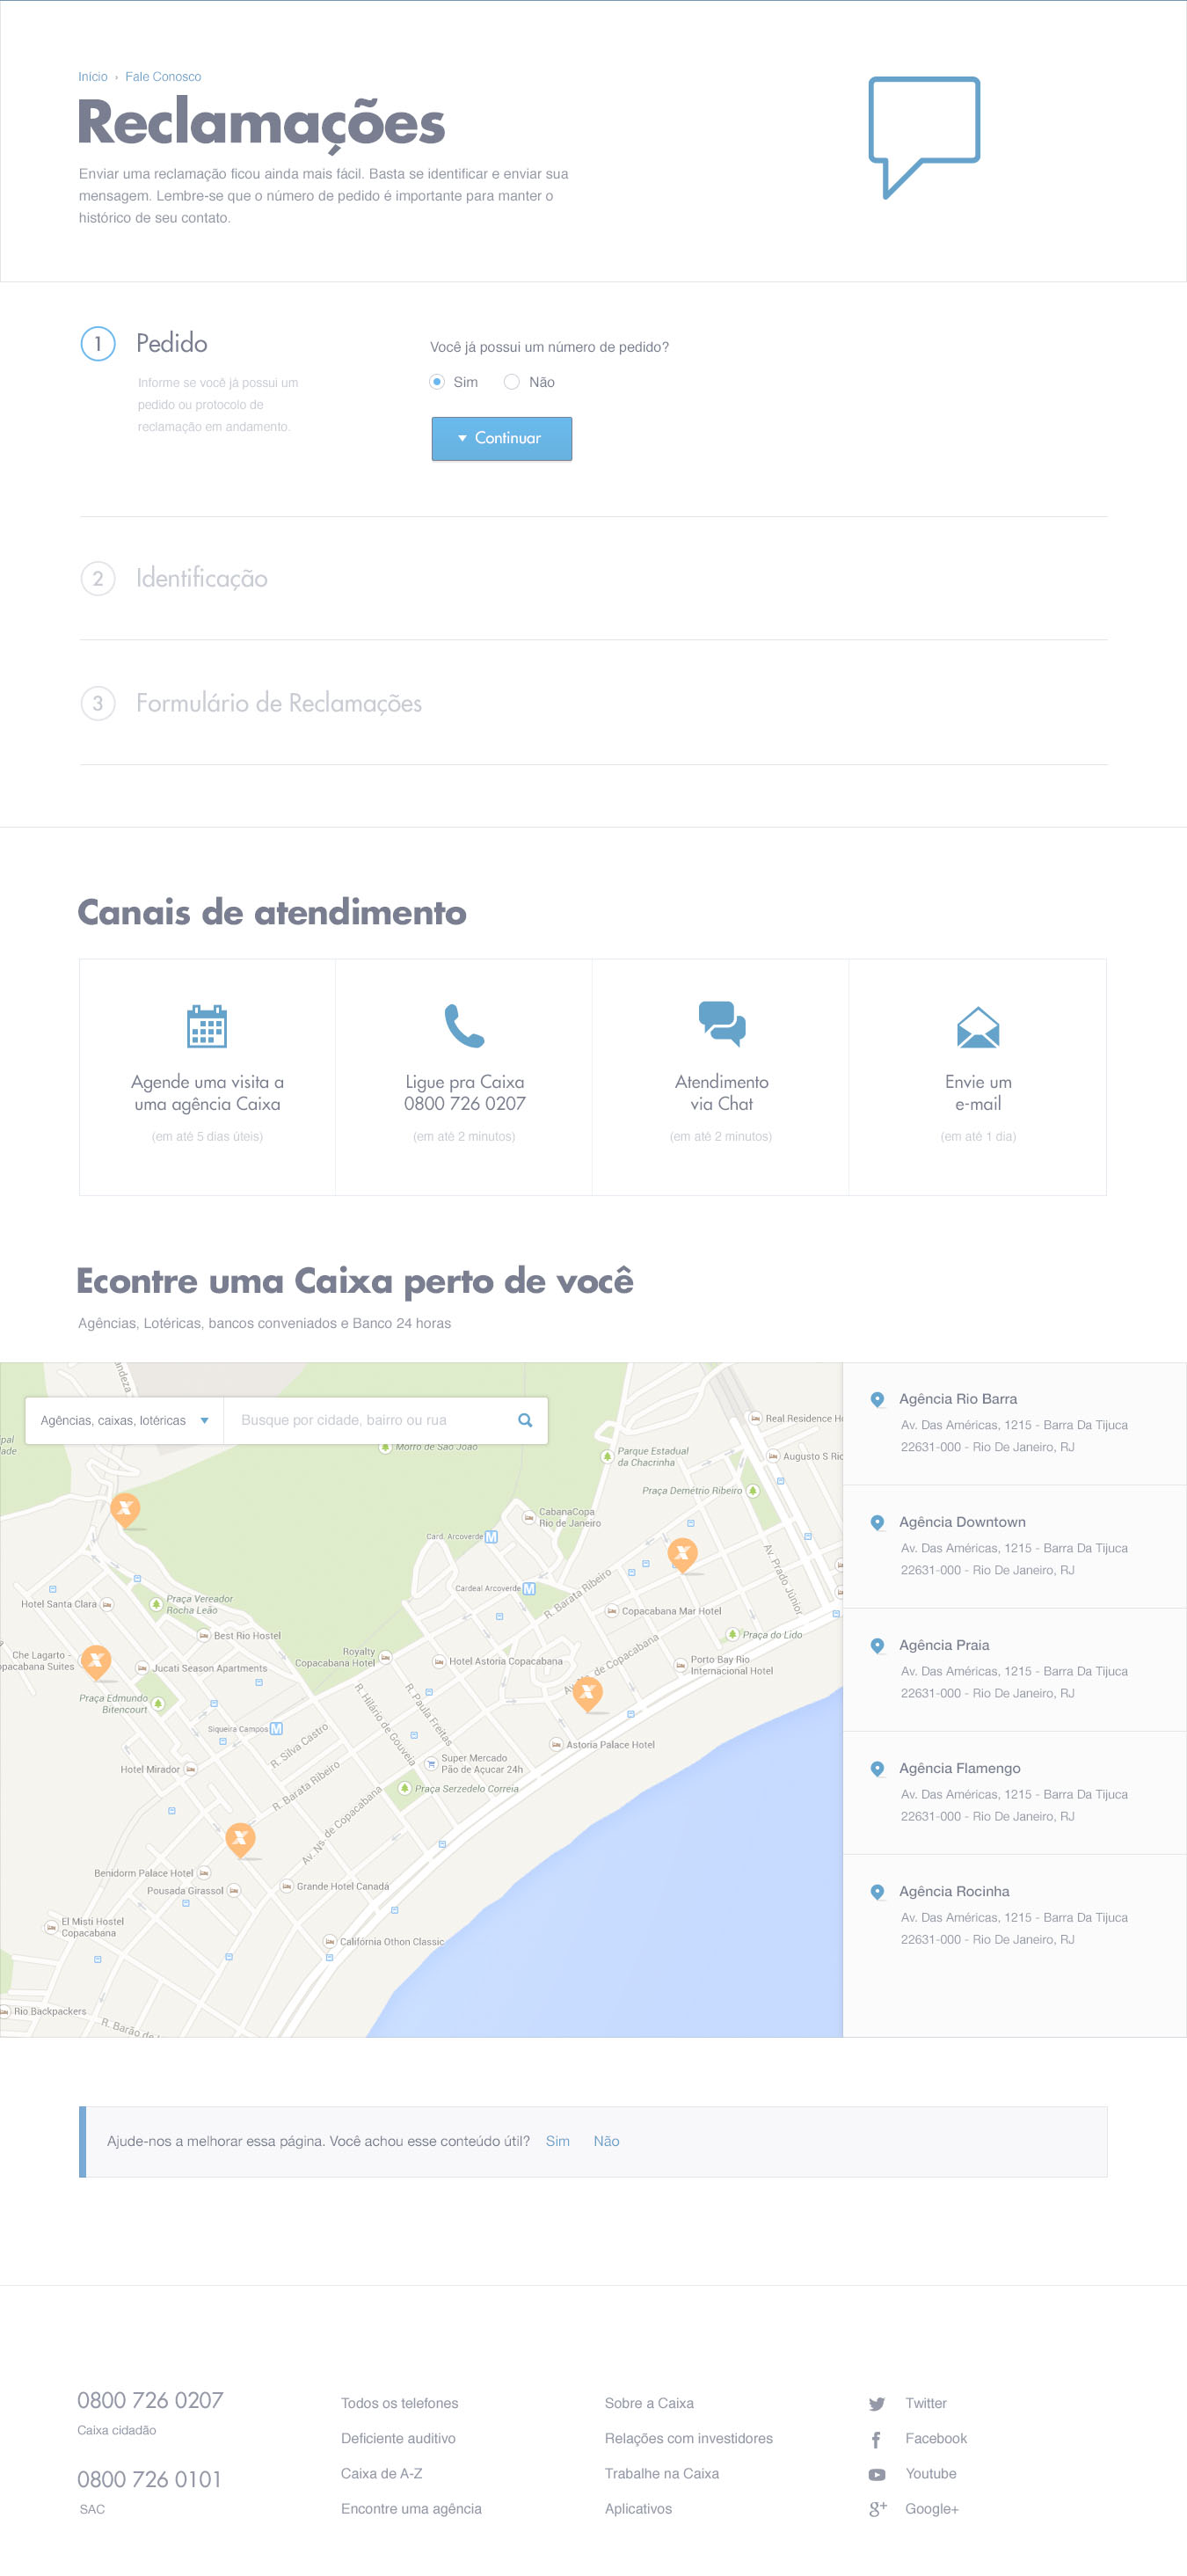 Início › Fale Conosco
Reclamações
Enviar uma reclamação ficou ainda mais fácil. Basta se identificar e enviar sua
mensagem. Lembre-se que o número de pedido é importante para manter o
histórico de seu contato.
1 Pedido
Informe se você já possui um
pedido ou protocolo de
reclamação em andamento.
Você já possui um número de pedido?
Sim Não
Continuar
2 Identificação
3 Formulário de Reclamações
Canais de atendimento
Agende uma visita a
uma agência Caixa
(em até 5 dias úteis)
Ligue pra Caixa
0800 726 0207
(em até 2 minutos)
Atendimento
via Chat
(em até 2 minutos)
Envie um
e-mail
(em até 1 dia)
Econtre uma Caixa perto de você
Agências, Lotéricas, bancos conveniados e Banco 24 horas
Agências, caixas, lotéricas
Busque por cidade, bairro ou rua
Morro de São João
Real Residence H
Parque Estadual
da Chacrinha
Augusto S Ri
Praça Demétrio Ribeiro
CabanaCopa
Rio de Janeiro
Card. Arcoverde M
Av. Prado Júnior
Cardeal Arcoverde M
R. Barata Ribeiro
Hotel Santa Clara
Praça Vereador
Rocha Leão
Copacabana Mar Hotel
Best Rio Hostel
Praça do Lido
Che Lagarto -
opacabana Suites
Royalty
Copacabana Hotel
Hotel Astoria Copacabana
de Copacabana
Porto Bay Rio
Internacional Hotel
Jucati Season Apartments
Praça Edmundo
Bitencourt
R. Hilário de Gouveia
R. Paula Freitas
Siqueira Campos M
R. Silva Castro
Astoria Palace Hotel
Hotel Mirador
Super Mercado
Pão de Açucar 24h
R. Barata Ribeiro
Praça Serzedelo Correia
Av. Ns. de Copacabana
Benidorm Palace Hotel
Pousada Girassol
Grande Hotel Canadá
El Misti Hostel
Copacabana
Califórnia Othon Classic
Rio Backpackers
R. Barão de
Agência Rio Barra
Av. Das Américas, 1215 - Barra Da Tijuca
22631-000 - Rio De Janeiro, RJ
Agência Downtown
Av. Das Américas, 1215 - Barra Da Tijuca
22631-000 - Rio De Janeiro, RJ
Agência Praia
Av. Das Américas, 1215 - Barra Da Tijuca
22631-000 - Rio De Janeiro, RJ
Agência Flamengo
Av. Das Américas, 1215 - Barra Da Tijuca
22631-000 - Rio De Janeiro, RJ
Agência Rocinha
Av. Das Américas, 1215 - Barra Da Tijuca
22631-000 - Rio De Janeiro, RJ
Ajude-nos a melhorar essa página. Você achou esse conteúdo útil? Sim Não
0800 726 0207
Caixa cidadão
0800 726 0101
SAC
Todos os telefones
Deficiente auditivo
Caixa de A-Z
Encontre uma agência
Sobre a Caixa
Relações com investidores
Trabalhe na Caixa
Aplicativos
Twitter
Facebook
Youtube
Google+